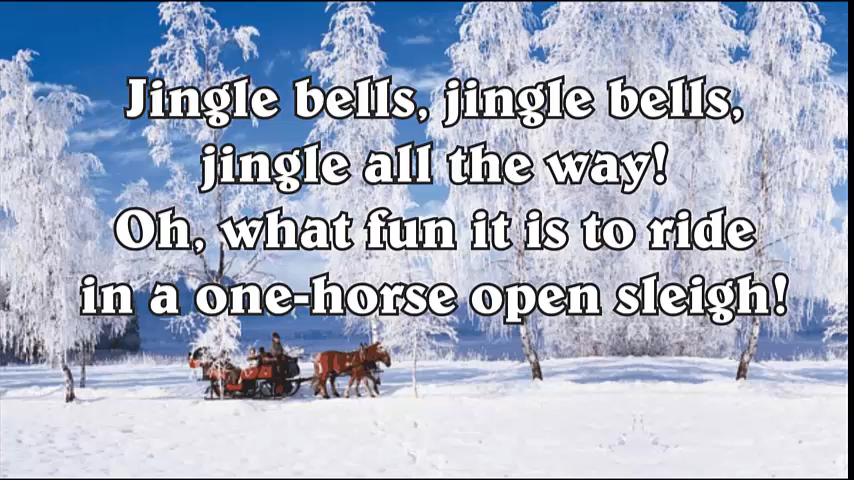 Jingle bells, jingle bells,
jingle all the way!
Oh, what fun it is to ride
in a one-horse open sleigh!